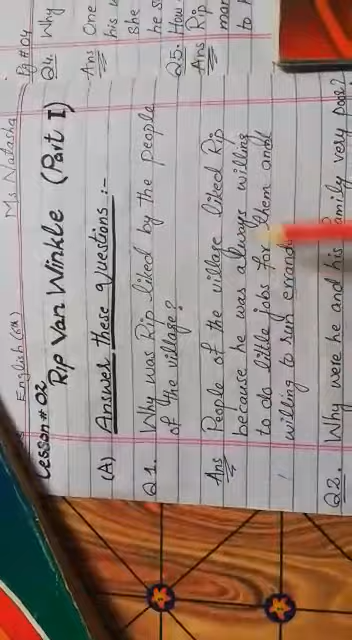 English (6th) Ms Natasha
Lesson # 02
Rip Van Winkle (Part I)
(A) Answer these questions :-
Q1. Why was Rip liked by the people
of the village?
Ans People of the village liked Rip
because he was always willing
to do little jobs for them and
willing to run errand
Q2. Why were he and his family very poor?
Pg # 04
Q4. Why
Ans One
his
she
he s
Q5. How
Ans Rip
man
to